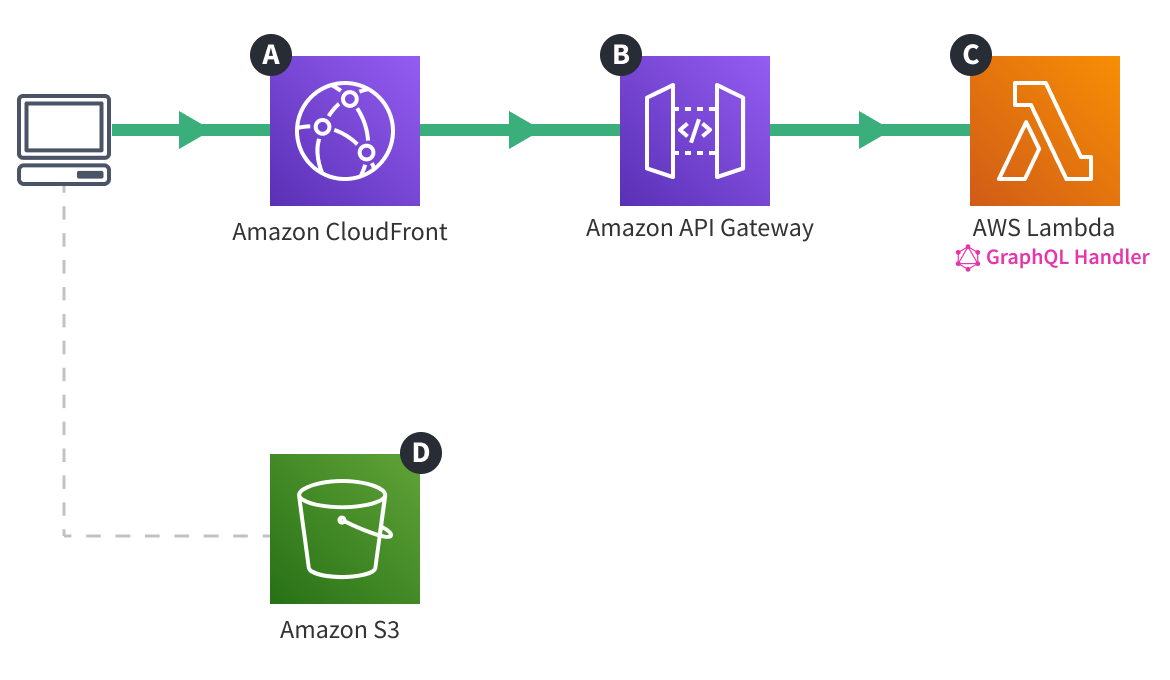 A
B
C
Amazon CloudFront
Amazon API Gateway
</>
AWS Lambda
GraphQL Handler
D
Amazon S3